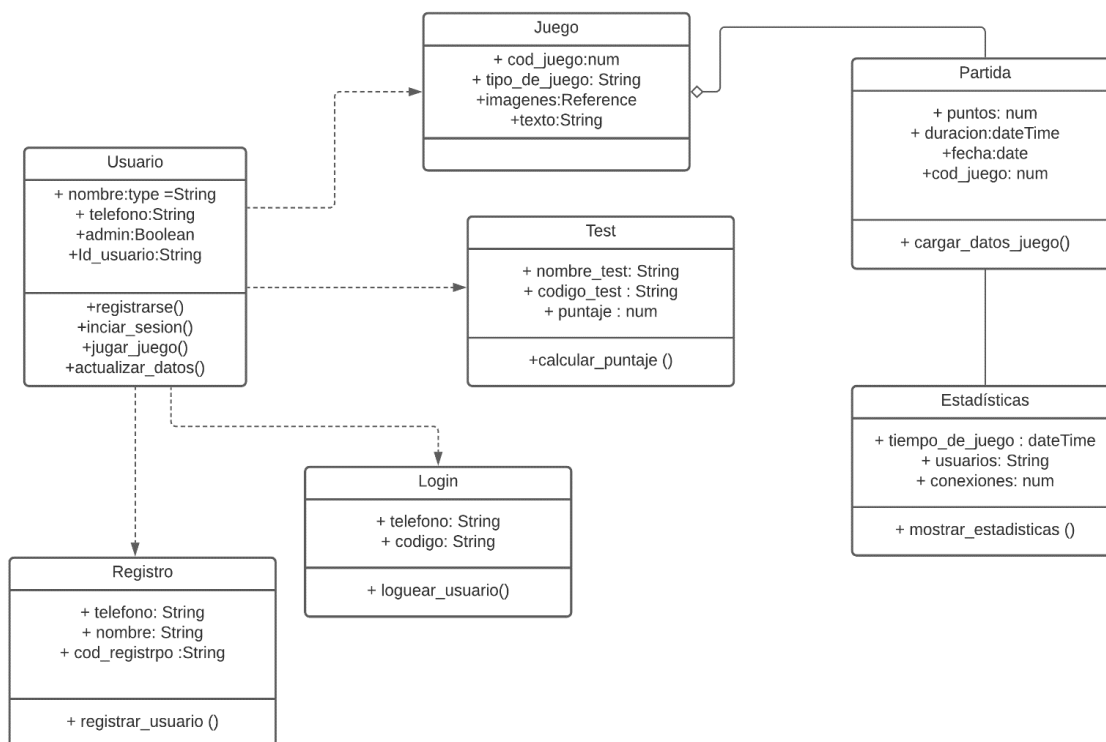 Juego
+ cod_juego:num
+ tipo_de_juego: String
+imagenes:Reference
+texto:String
Partida
+ puntos: num
+ duracion:dateTime
+fecha:date
+cod_juego: num
+ cargar_datos_juego()
Usuario
+ nombre:type =String
+ telefono:String
+admin:Boolean
+Id_usuario:String
+registrarse()
+inciar_sesion()
+jugar_juego()
+actualizar_datos()
Test
+ nombre_test: String
+ codigo_test : String
+ puntaje : num
+calcular_puntaje ()
Estadísticas
+ tiempo_de_juego : dateTime
+ usuarios: String
+ conexiones: num
+ mostrar_estadisticas ()
Login
+ telefono: String
+ codigo: String
+ loguear_usuario()
Registro
+ telefono: String
+ nombre: String
+ cod_registrpo :String
+ registrar_usuario ()